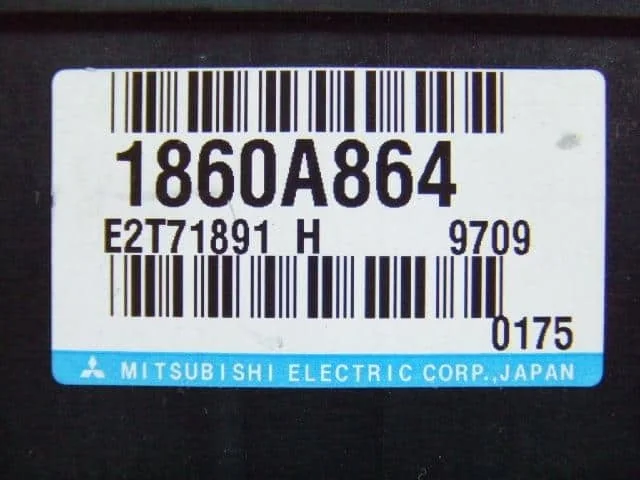 1860A864
E2T71891 H 9709
0175
MITSUBISHI ELECTRIC CORP.,JAPAN